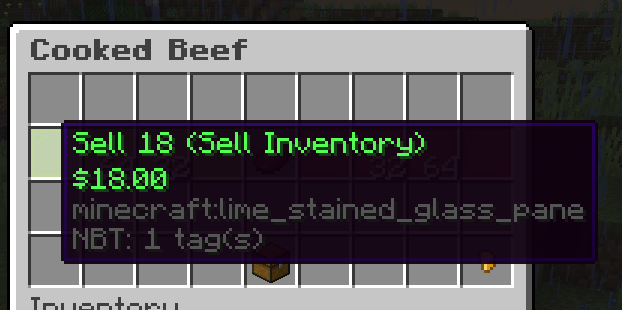 Cooked Beef
Sell 18 (Sell Inventory)
$18.00
minecraft:lime_stained_glass_pane
NBT: 1 tag(s)
Inventory